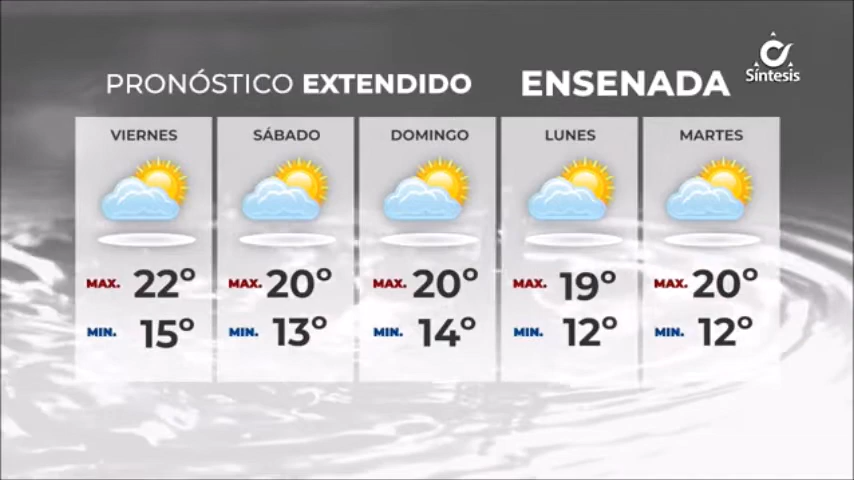 PRONÓSTICO EXTENDIDO
ENSENADA
Síntesis
VIERNES
MAX. 22°
MIN. 15°
SÁBADO
MAX. 20°
MIN. 13°
DOMINGO
MAX. 20°
MIN. 14°
LUNES
MAX. 19°
MIN. 12°
MARTES
MAX. 20°
MIN. 12°